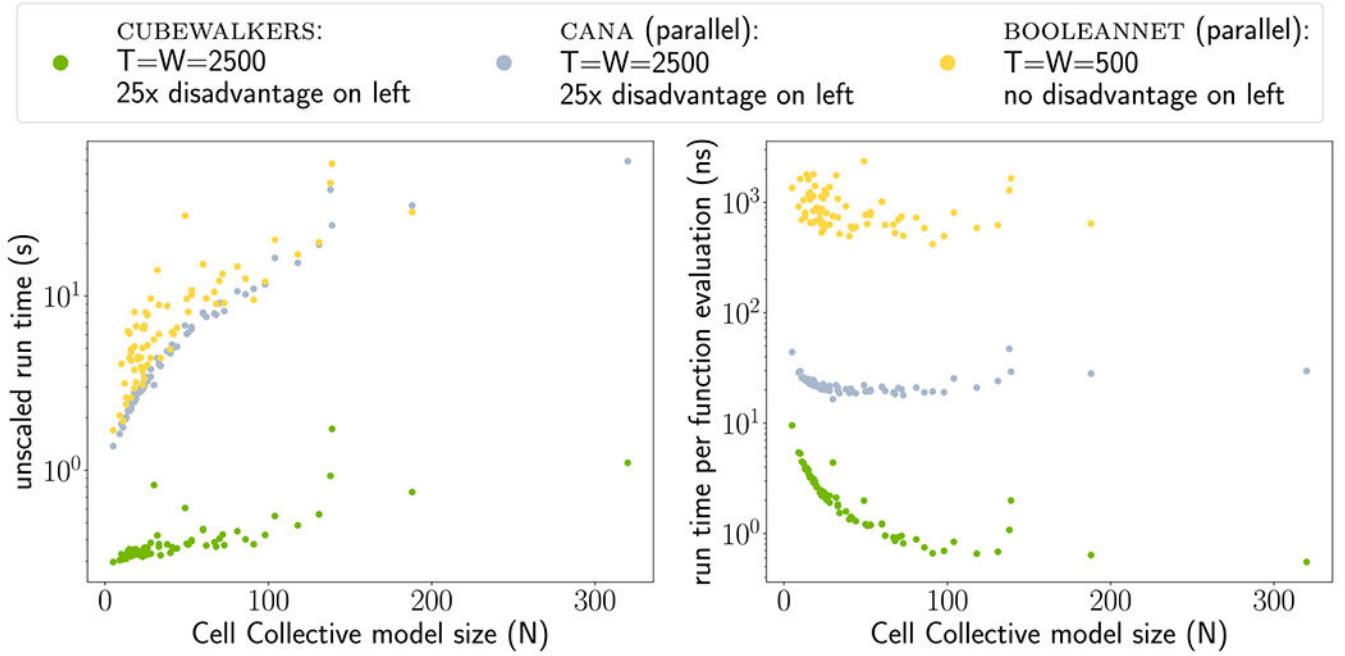 CUBEWALKERS:
T=W=2500
25x disadvantage on left
CANA (parallel):
T=W=2500
25x disadvantage on left
BOOLEANNET (parallel):
T=W=500
no disadvantage on left
unscaled run time (s)
10¹
10⁰
0
100
200
300
Cell Collective model size (N)
run time per function evaluation (ns)
10³
10²
10¹
10⁰
0
100
200
300
Cell Collective model size (N)